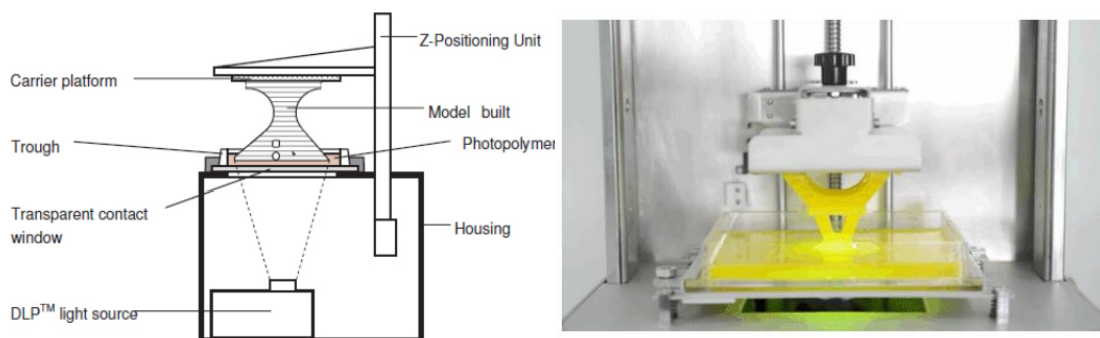 Z-Positioning Unit
Carrier platform
Model built
Trough
Photopolymer
Transparent contact
window
Housing
DLP™ light source